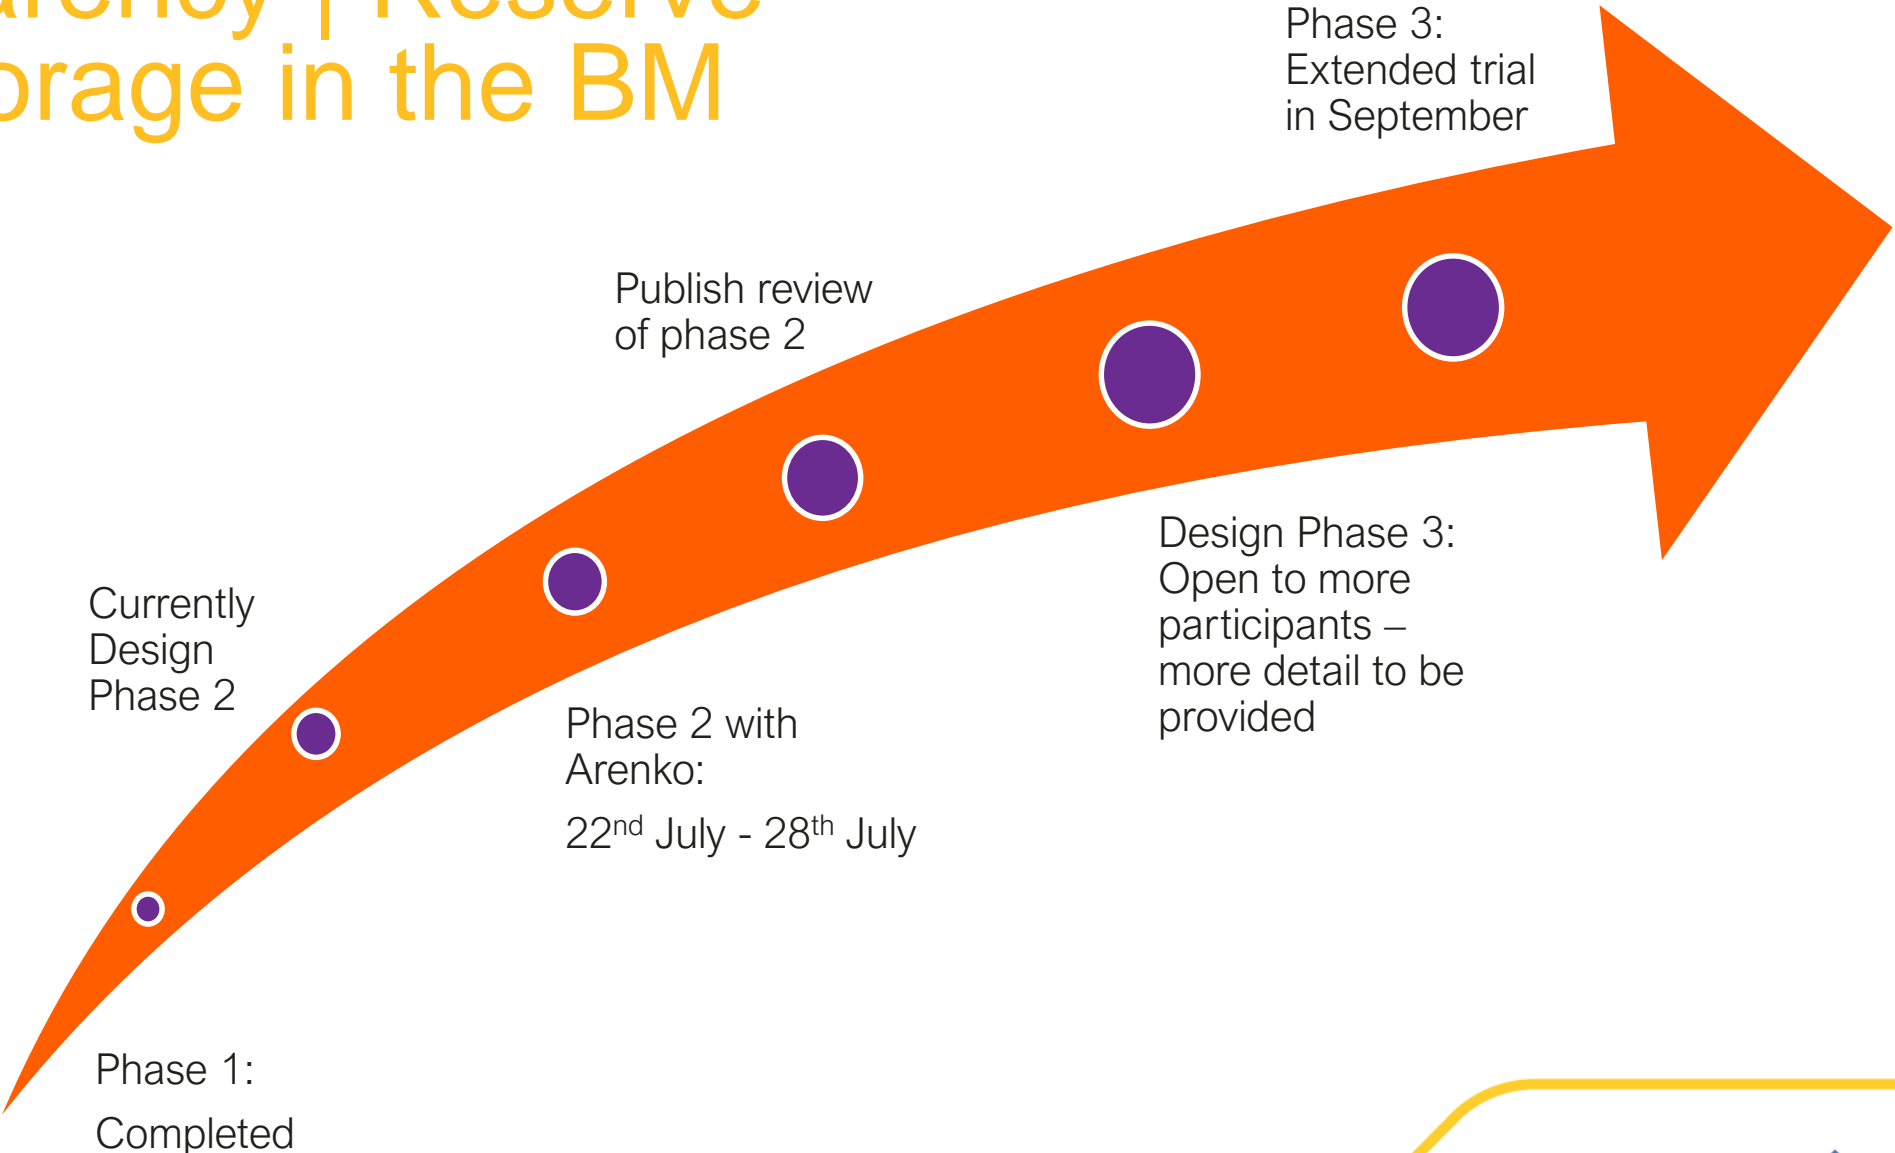 | Reserve
in the BM
Phase 3:
Extended trial
in September
Publish review
of phase 2
Currently
Design
Phase 2
Phase 2 with
Arenko:
22nd July - 28th July
Design Phase 3:
Open to more
participants –
more detail to be
provided
Phase 1:
Completed